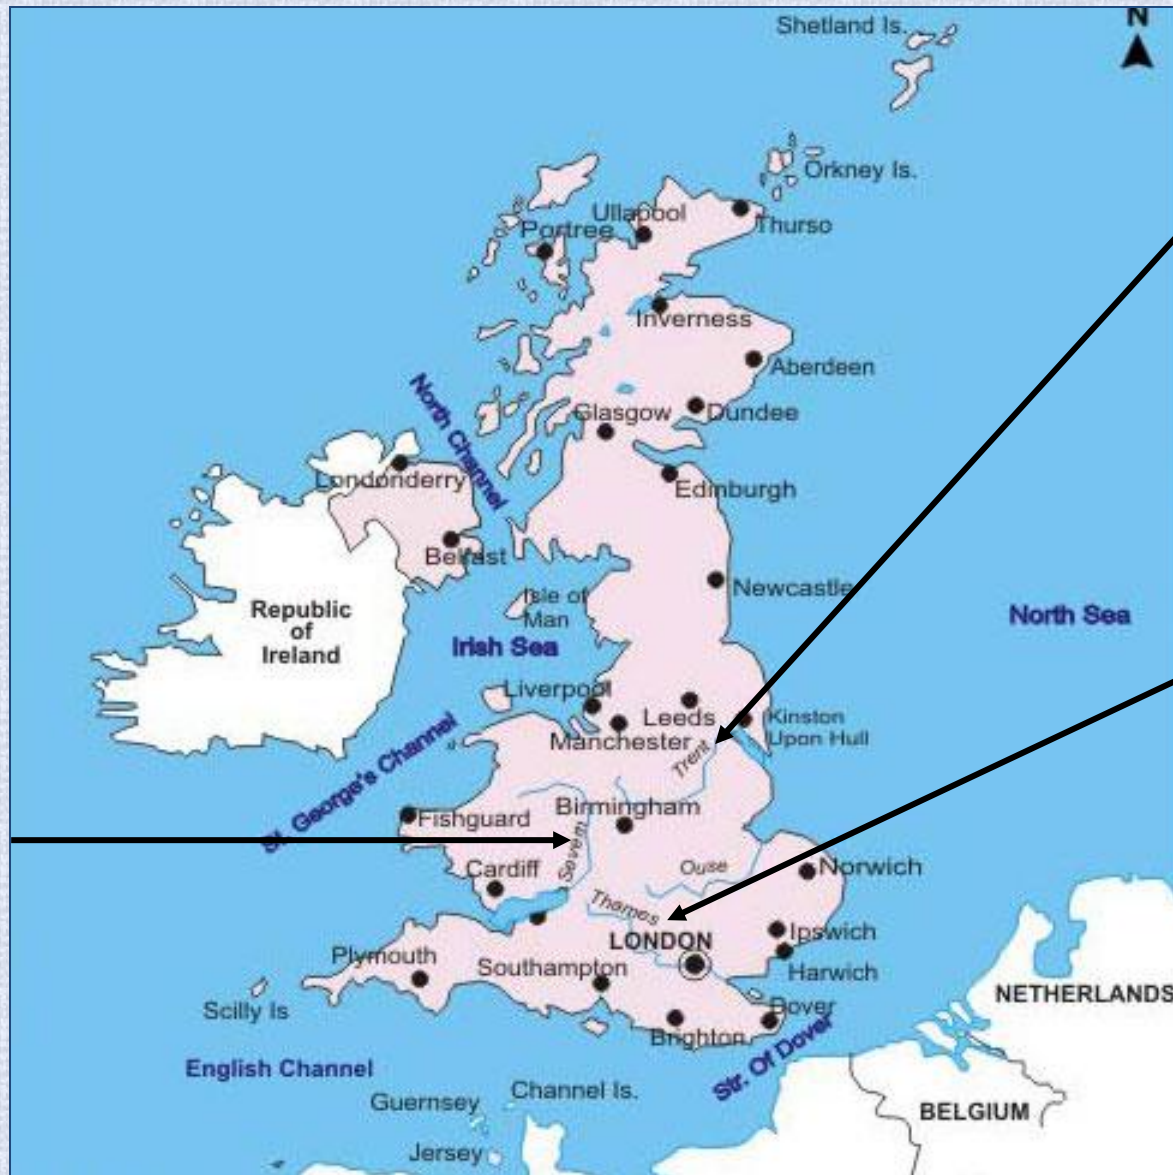 N
Shetland Is.
Orkney Is.
Ullapool
Thurso
Portree
Inverness
Aberdeen
North Channel
Glasgow
Dundee
Londonderry
Edinburgh
Belfast
Newcastle
Isle of
Man
Republic
of
Ireland
North Sea
Irish Sea
Liverpool
Leeds
Kinston
Upon Hull
Manchester
Trent
St. George's Channel
Birmingham
Fishguard
Severn
Cardiff
Ouse
Norwich
Thames
Ipswich
LONDON
Plymouth
Southampton
Harwich
NETHERLANDS
Scilly Is
Dover
Brighton
Str. Of Dover
English Channel
Channel Is.
Guernsey
BELGIUM
Jersey